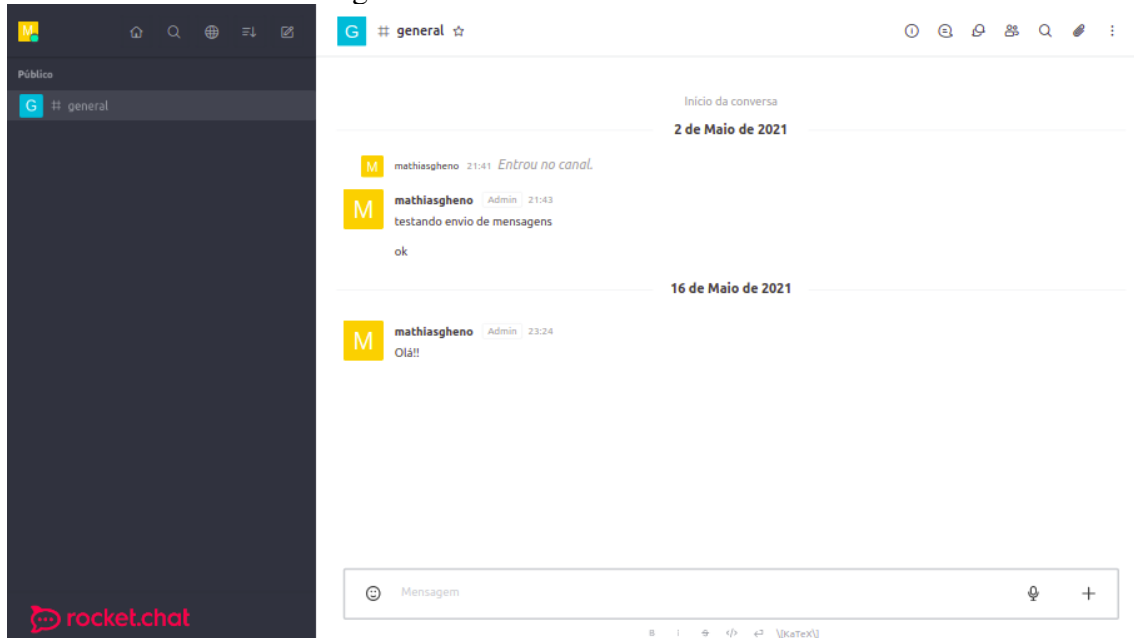 M
Público
G # general
G # general
Início da conversa
2 de Maio de 2021
M mathiasgheno 21:41 Entrou no canal.
M mathiasgheno Admin 21:43
testando envio de mensagens
ok
16 de Maio de 2021
M mathiasgheno Admin 23:24
Olá!!
Mensagem
rocket.chat
B i S </> \[KaTeX\]